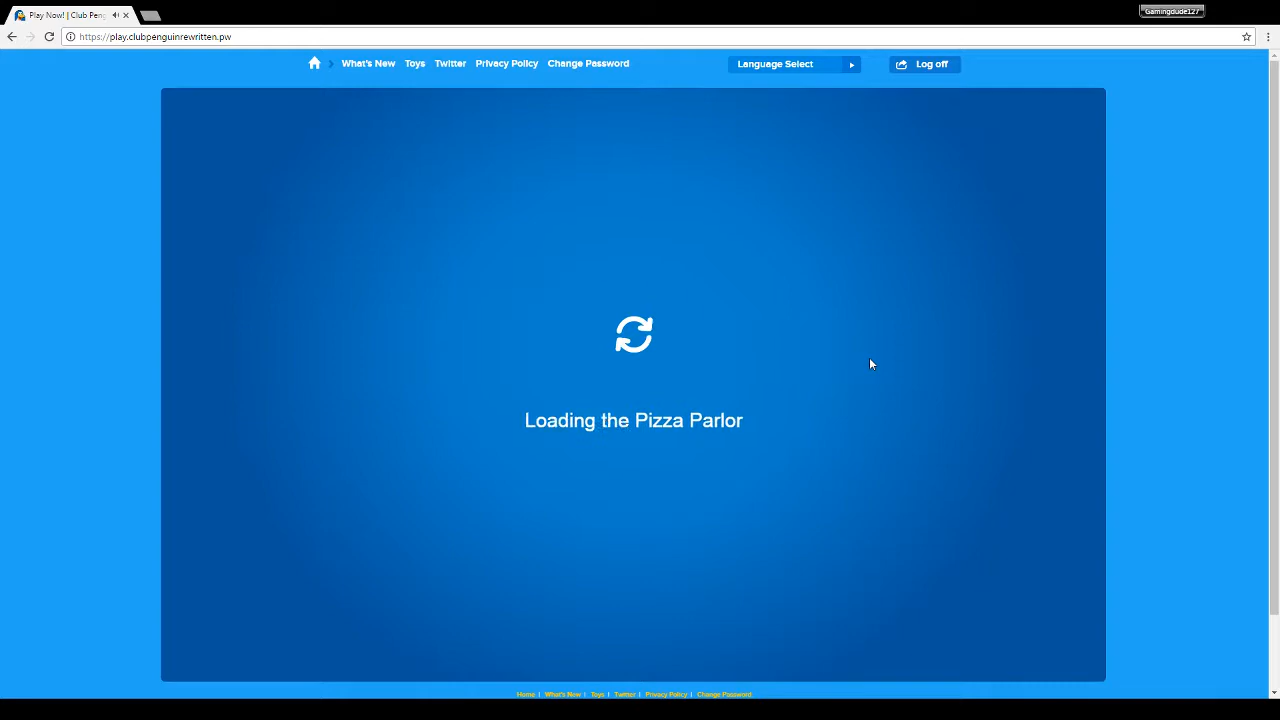 Play Now! | Club Peng
Gamingdude127
https://play.clubpenguinrewritten.pw
What's New Toys Twitter Privacy Policy Change Password Language Select Log off
Loading the Pizza Parlor
Home | What's New | Toys | Twitter | Privacy Policy | Change Password